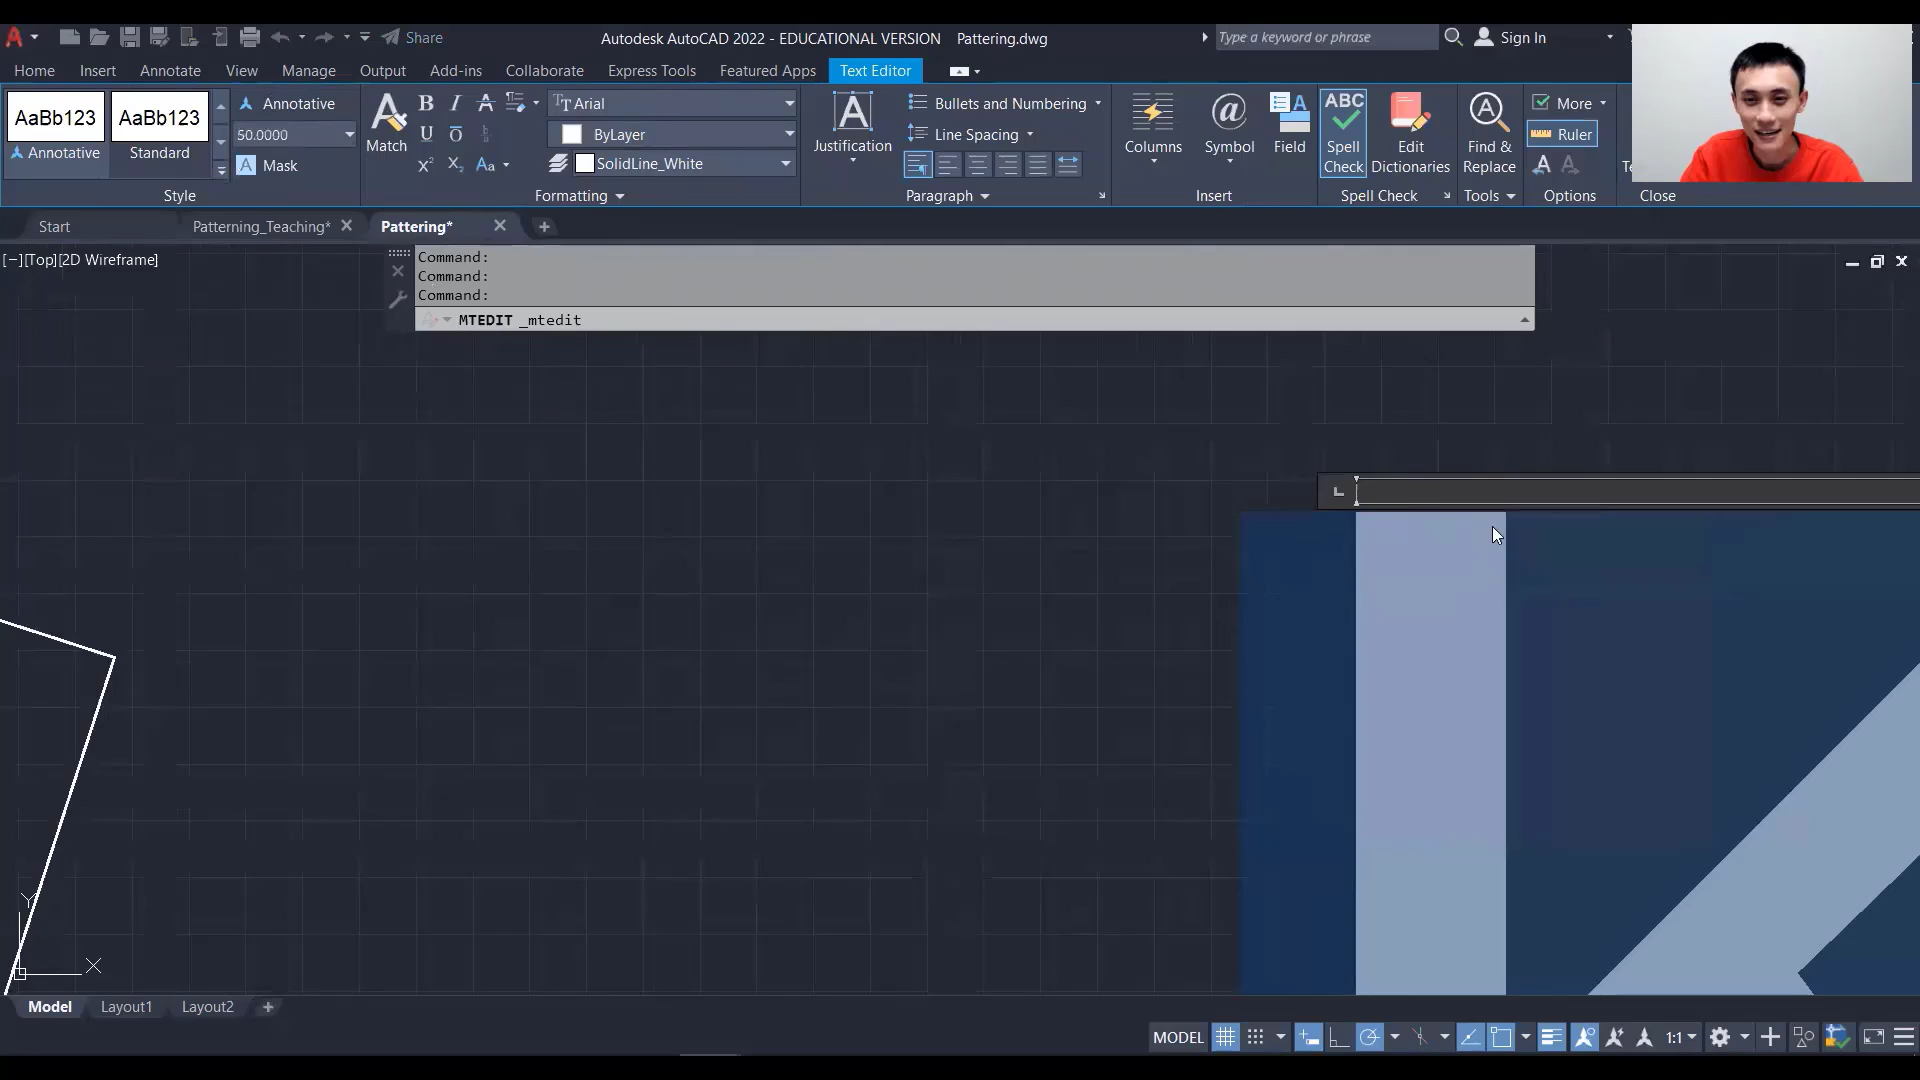 Share
Autodesk AutoCAD 2022 - EDUCATIONAL VERSION Pattering.dwg
Type a keyword or phrase
Sign In
Home Insert Annotate View Manage Output Add-ins Collaborate Express Tools Featured Apps Text Editor
AaBb123 AaBb123
Annotative Standard
Annotative
50.0000
Mask
Style
Match
Arial
ByLayer
SolidLine_White
Formatting
Justification
Bullets and Numbering
Line Spacing
Paragraph
Columns Symbol Field
Insert
ABC
Spell Check
Edit Dictionaries
Spell Check
Find & Replace
Tools
More
Ruler
Options
Close
Start Patterning_Teaching* Pattering*
[−][Top][2D Wireframe]
Command:
Command:
Command:
MTEDIT _mtedit
Y
X
Model Layout1 Layout2
MODEL 1:1